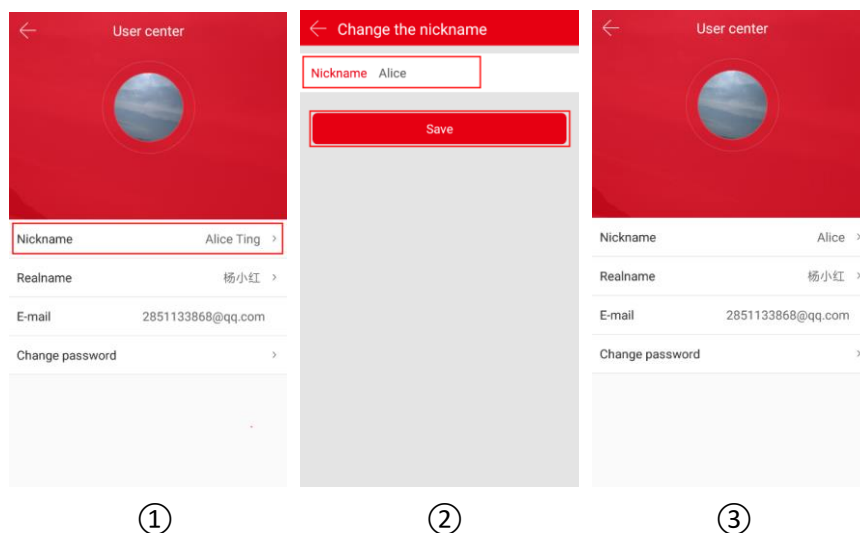 User center
Nickname Alice Ting
Realname 杨小红
E-mail 2851133868@qq.com
Change password
①
Change the nickname
Nickname Alice
Save
②
User center
Nickname Alice
Realname 杨小红
E-mail 2851133868@qq.com
Change password
③